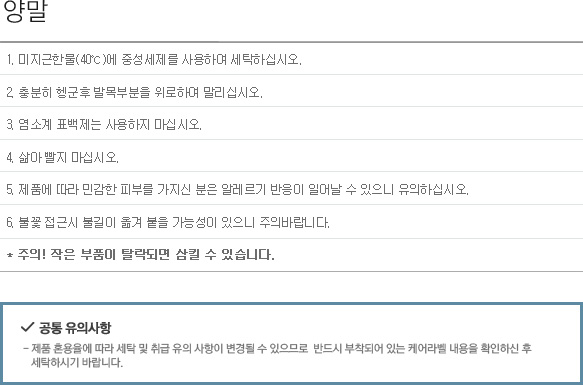 양말
1. 미지근한물(40℃)에 중성세제를 사용하여 세탁하십시오.
2. 충분히 헹군후 발목부분을 위로하여 말리십시오.
3. 염소계 표백제는 사용하지 마십시오.
4. 삶아 빨지 마십시오.
5. 제품에 따라 민감한 피부를 가지신 분은 알레르기 반응이 일어날 수 있으니 유의하십시오.
6. 불꽃 접근시 불길이 옮겨 붙을 가능성이 있으니 주의바랍니다.
* 주의! 작은 부품이 탈락되면 삼킬 수 있습니다.
✓ 공통 유의사항
- 제품 혼용율에 따라 세탁 및 취급 유의 사항이 변경될 수 있으므로 반드시 부착되어 있는 케어라벨 내용을 확인하신 후
세탁하시기 바랍니다.